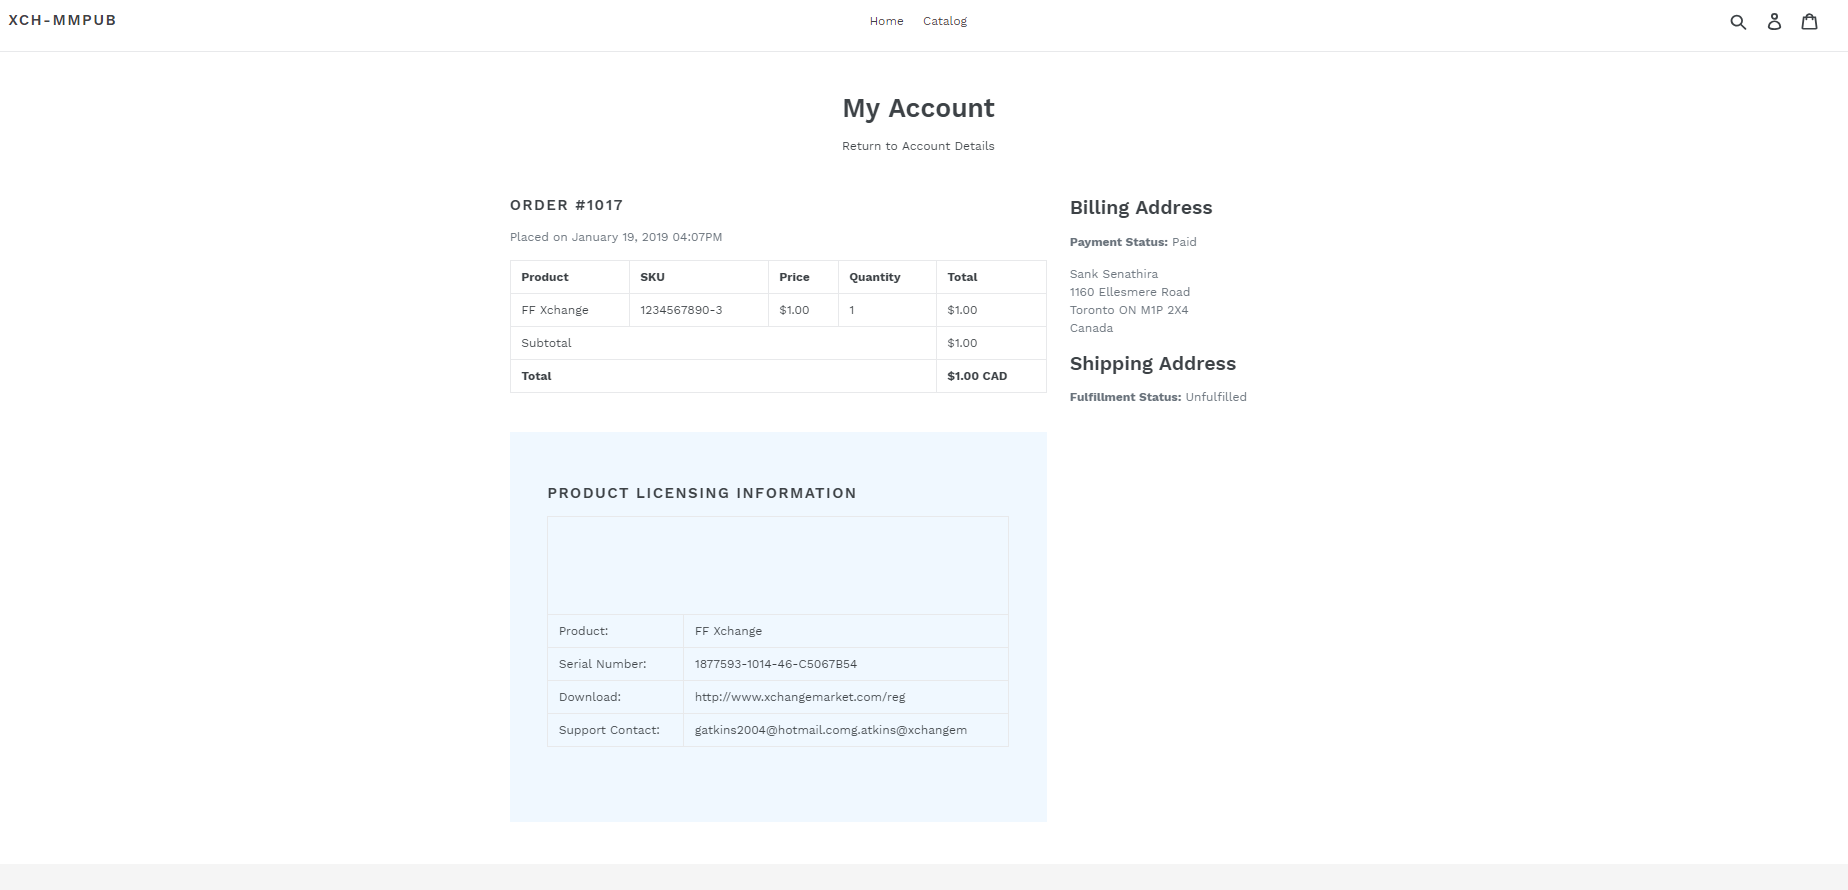 XCH-MMPUB
Home Catalog
My Account
Return to Account Details
ORDER #1017
Placed on January 19, 2019 04:07PM
Product SKU Price Quantity Total
FF Xchange 1234567890-3 $1.00 1 $1.00
Subtotal $1.00
Total $1.00 CAD
Billing Address
Payment Status: Paid
Sank Senathira
1160 Ellesmere Road
Toronto ON M1P 2X4
Canada
Shipping Address
Fulfillment Status: Unfulfilled
PRODUCT LICENSING INFORMATION
Product: FF Xchange
Serial Number: 1877593-1014-46-C5067B54
Download: http://www.xchangemarket.com/reg
Support Contact: gatkins2004@hotmail.comg.atkins@xchangem